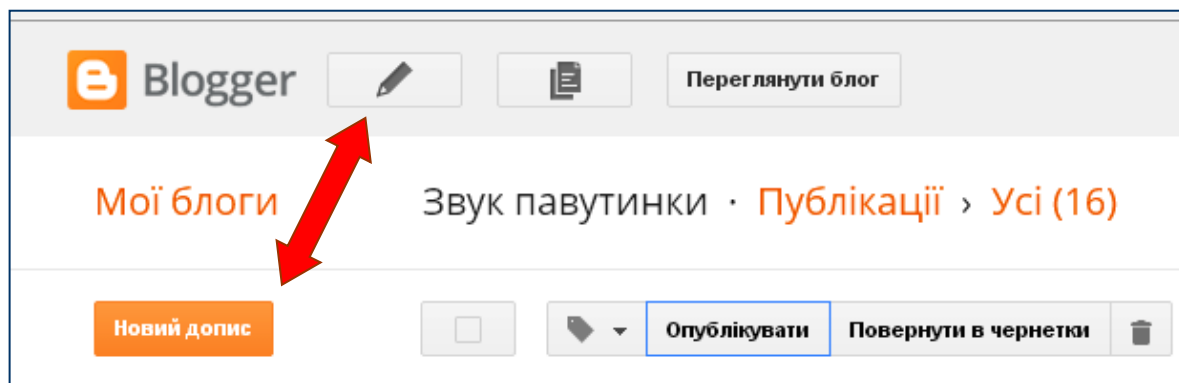 Blogger Переглянути блог
Мої блоги Звук павутинки · Публікації › Усі (16)
Новий допис Опублікувати Повернути в чернетки